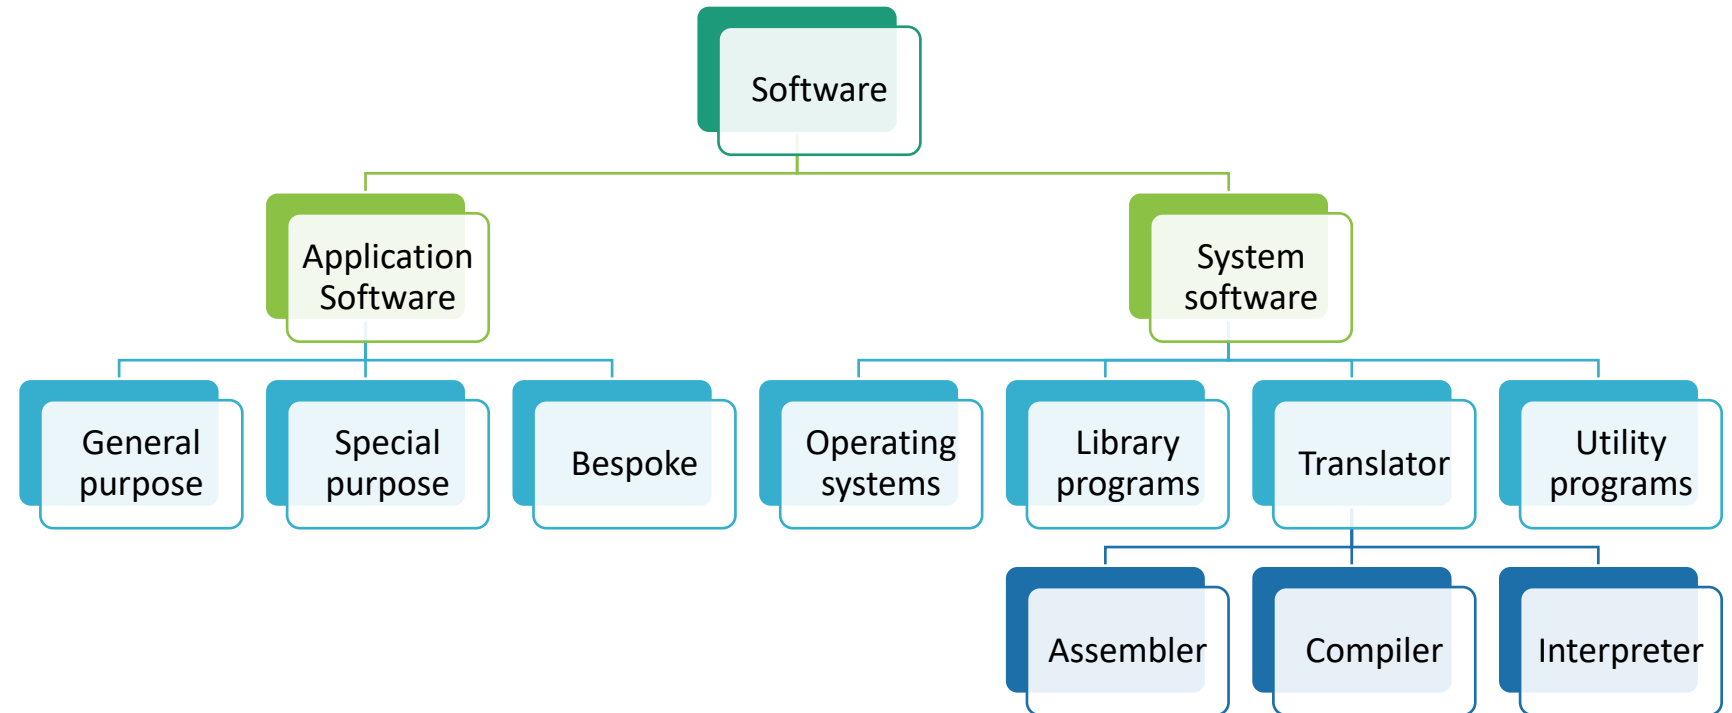 Software
Application
Software
System
software
General
purpose
Special
purpose
Bespoke
Operating
systems
Library
programs
Translator
Utility
programs
Assembler
Compiler
Interpreter